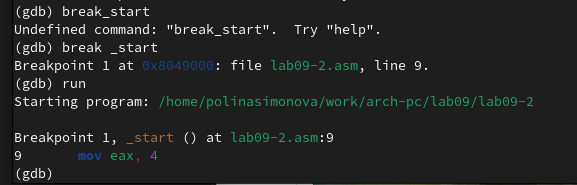 (gdb) break_start
Undefined command: "break_start".  Try "help".
(gdb) break _start
Breakpoint 1 at 0x8049000: file lab09-2.asm, line 9.
(gdb) run
Starting program: /home/polinasimonova/work/arch-pc/lab09/lab09-2
Breakpoint 1, _start () at lab09-2.asm:9
9       mov eax, 4
(gdb)